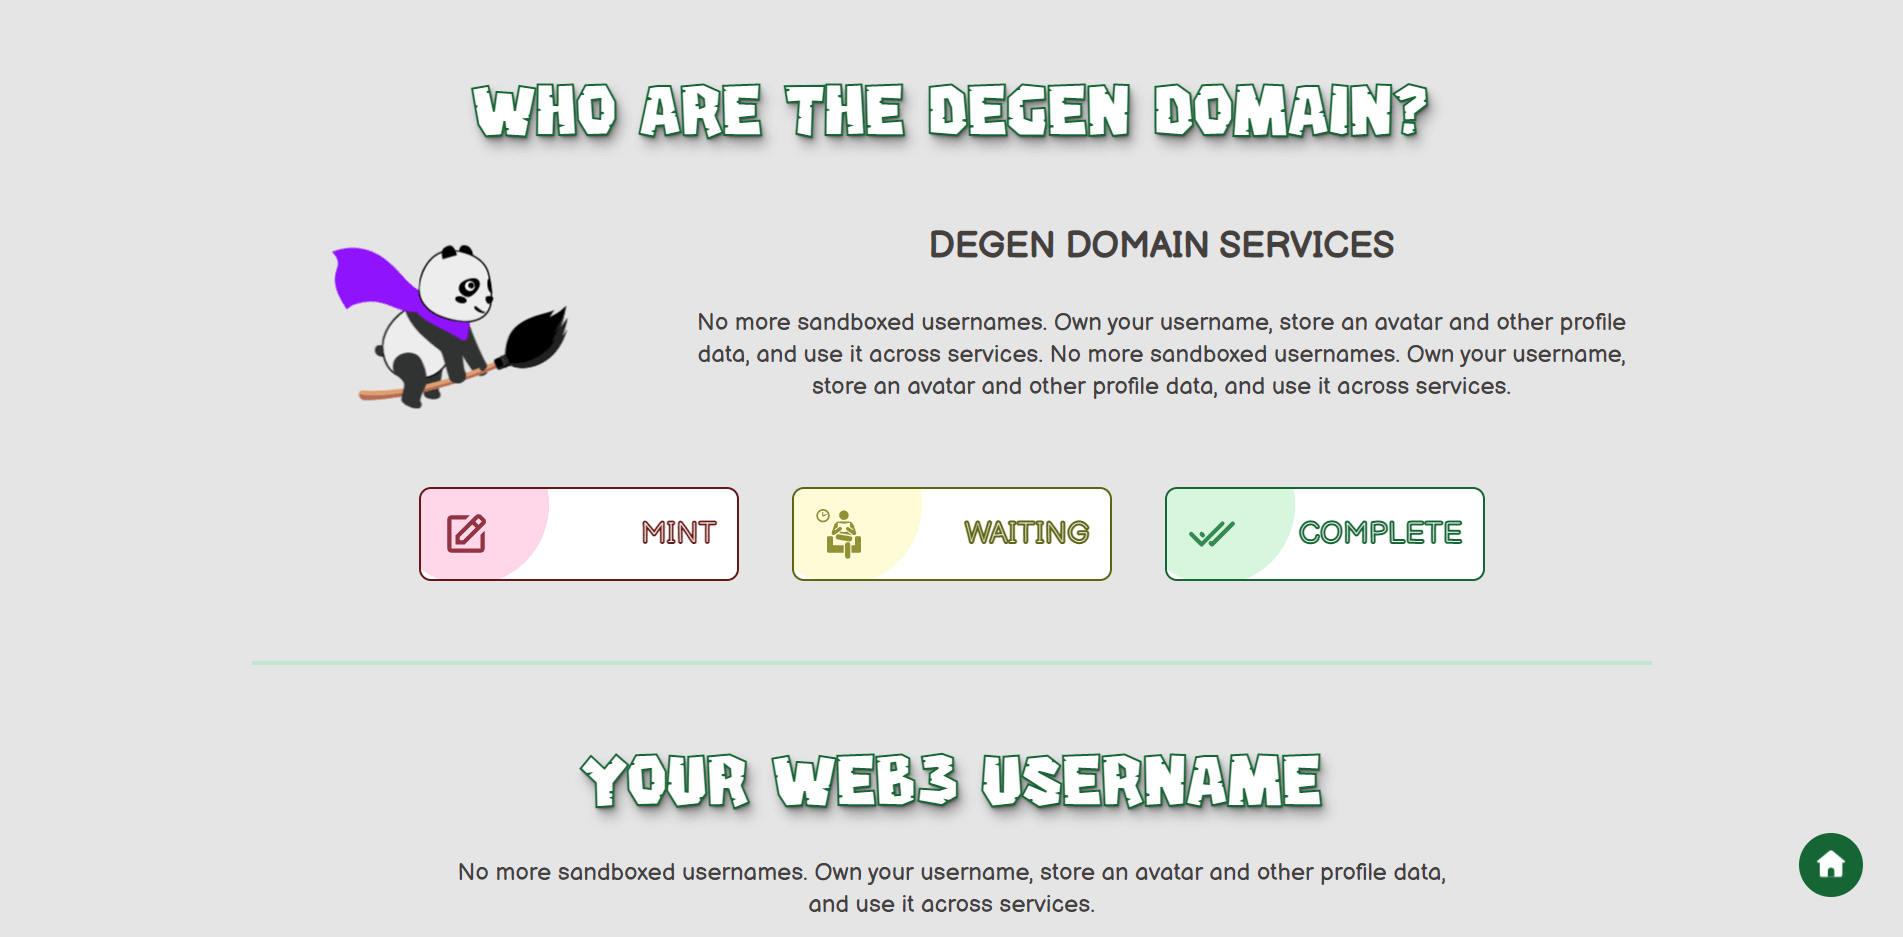 WHO ARE THE DEGEN DOMAIN?
DEGEN DOMAIN SERVICES
No more sandboxed usernames. Own your username, store an avatar and other profile
data, and use it across services. No more sandboxed usernames. Own your username,
store an avatar and other profile data, and use it across services.
MINT
WAITING
COMPLETE
YOUR WEB3 USERNAME
No more sandboxed usernames. Own your username, store an avatar and other profile data,
and use it across services.